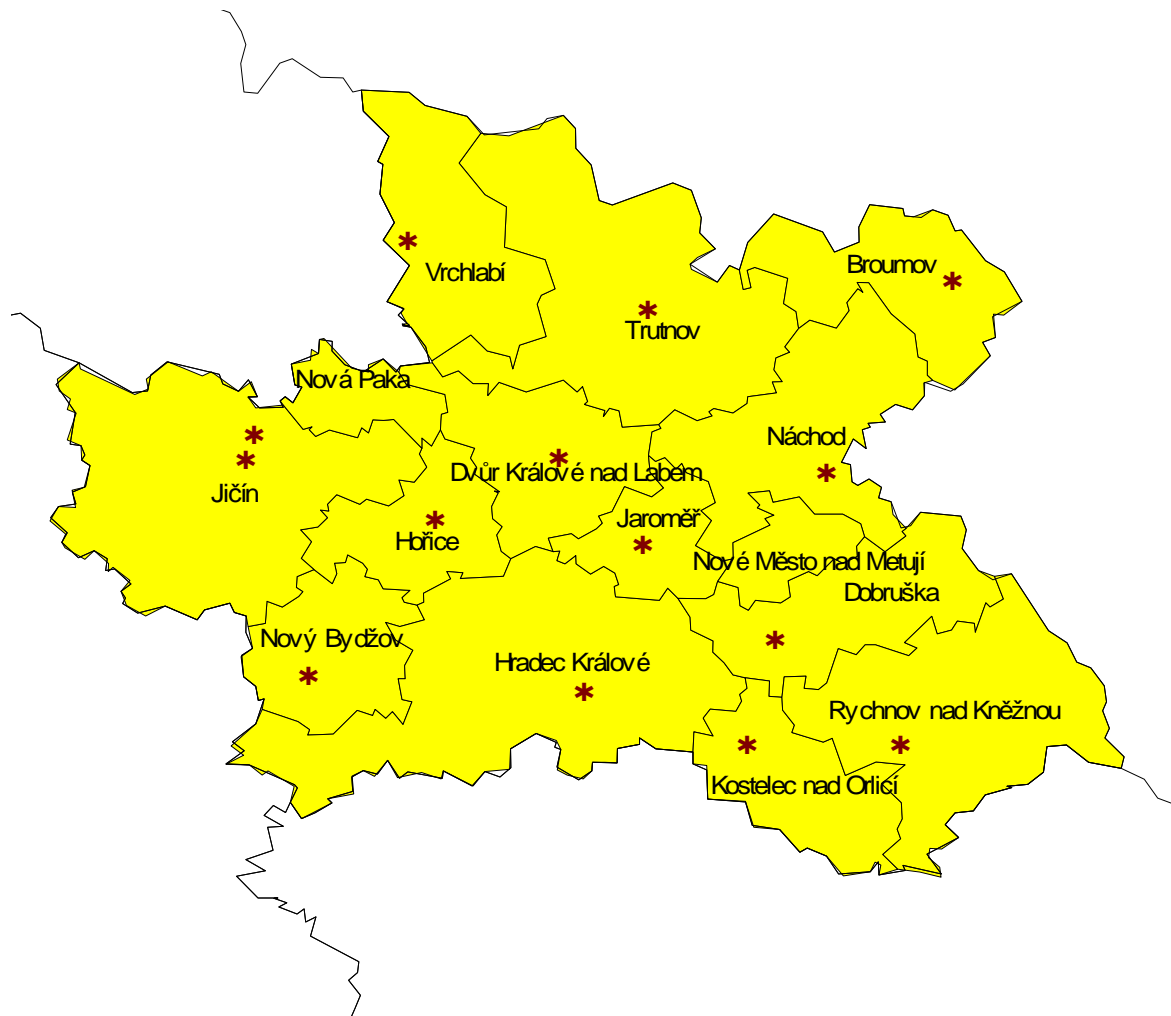 Broumov
Vrchlabí
Trutnov
Nová Paka
Náchod
Dvůr Králové nad Labem
Jičín
Jaroměř
Hořice
Nové Město nad Metují
Dobruška
Nový Bydžov
Hradec Králové
Rychnov nad Kněžnou
Kostelec nad Orlicí